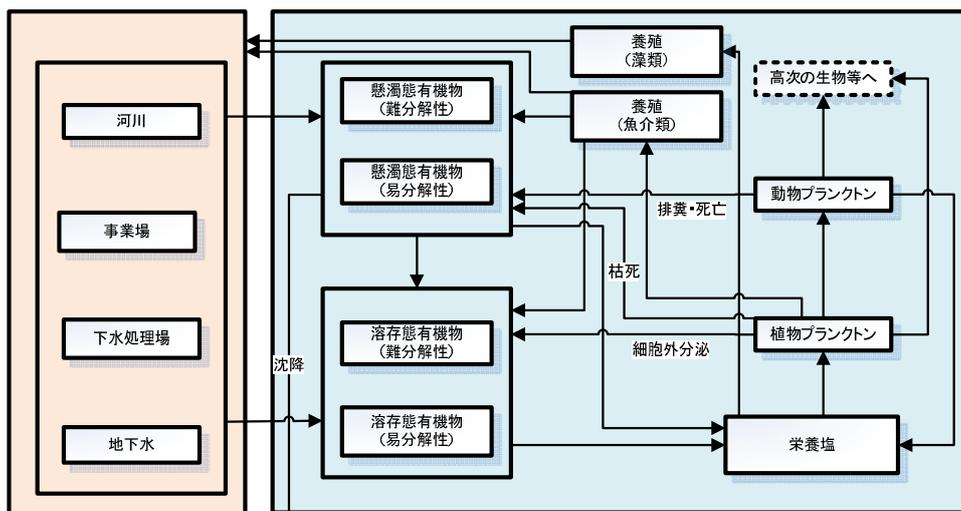 養殖
(藻類)
高次の生物等へ
懸濁態有機物
(難分解性)
養殖
(魚介類)
河川
懸濁態有機物
(易分解性)
動物プランクトン
排糞・死亡
事業場
枯死
溶存態有機物
(難分解性)
植物プランクトン
下水処理場
細胞外分泌
沈降
溶存態有機物
(易分解性)
地下水
栄養塩